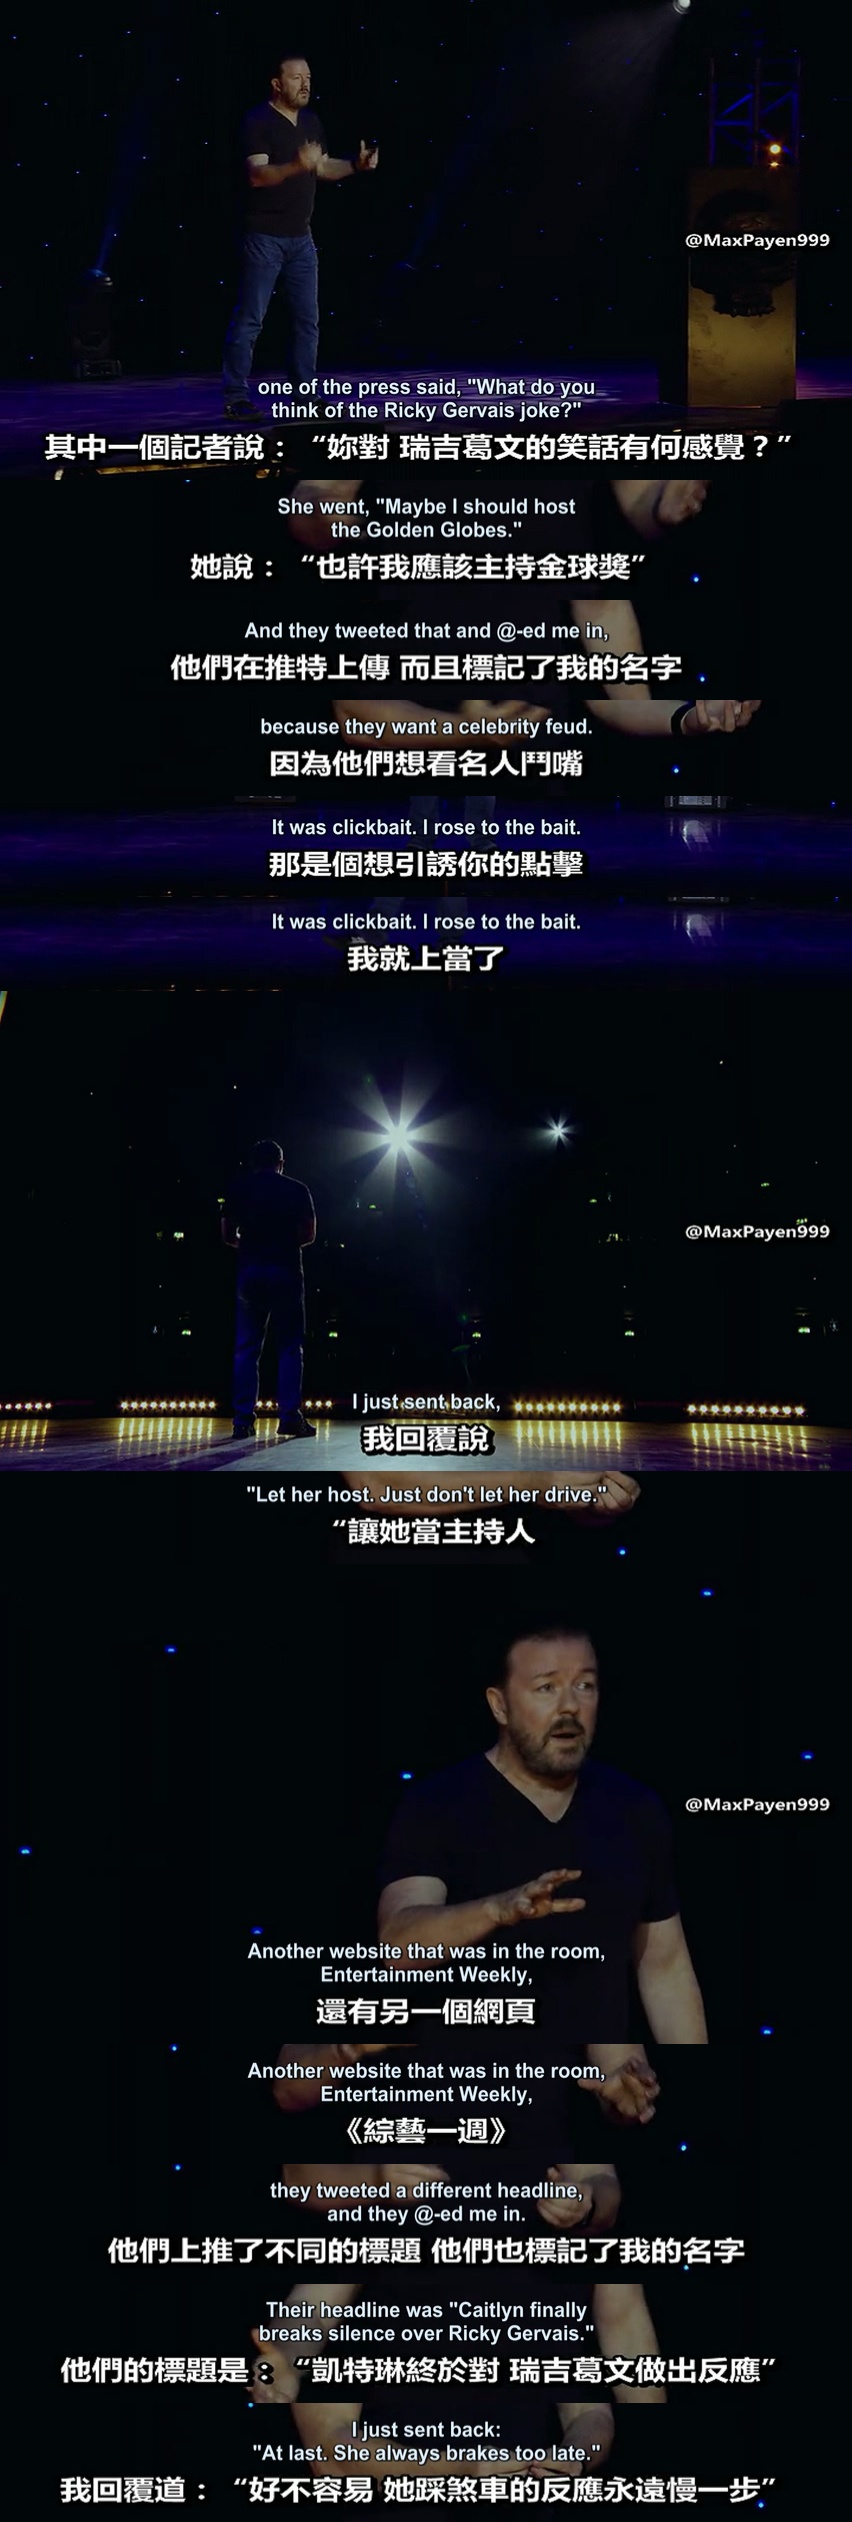 @MaxPayen999
one of the press said, "What do you
think of the Ricky Gervais joke?"
其中一個記者說：“妳對 瑞吉葛文的笑話有何感覺？”
She went, "Maybe I should host
the Golden Globes."
她說：“也許我應該主持金球獎”
And they tweeted that and @-ed me in,
他們在推特上傳 而且標記了我的名字
because they want a celebrity feud.
因為他們想看名人鬥嘴
It was clickbait. I rose to the bait.
那是個想引誘你的點擊
It was clickbait. I rose to the bait.
我就上當了
@MaxPayen999
I just sent back,
我回覆說
"Let her host. Just don't let her drive."
“讓她當主持人
@MaxPayen999
Another website that was in the room,
Entertainment Weekly,
還有另一個網頁
Another website that was in the room,
Entertainment Weekly,
《綜藝一週》
they tweeted a different headline,
and they @-ed me in.
他們上推了不同的標題 他們也標記了我的名字
Their headline was "Caitlyn finally
breaks silence over Ricky Gervais."
他們的標題是：“凱特琳終於對 瑞吉葛文做出反應”
I just sent back:
"At last. She always brakes too late."
我回覆道：“好不容易 她踩煞車的反應永遠慢一步”